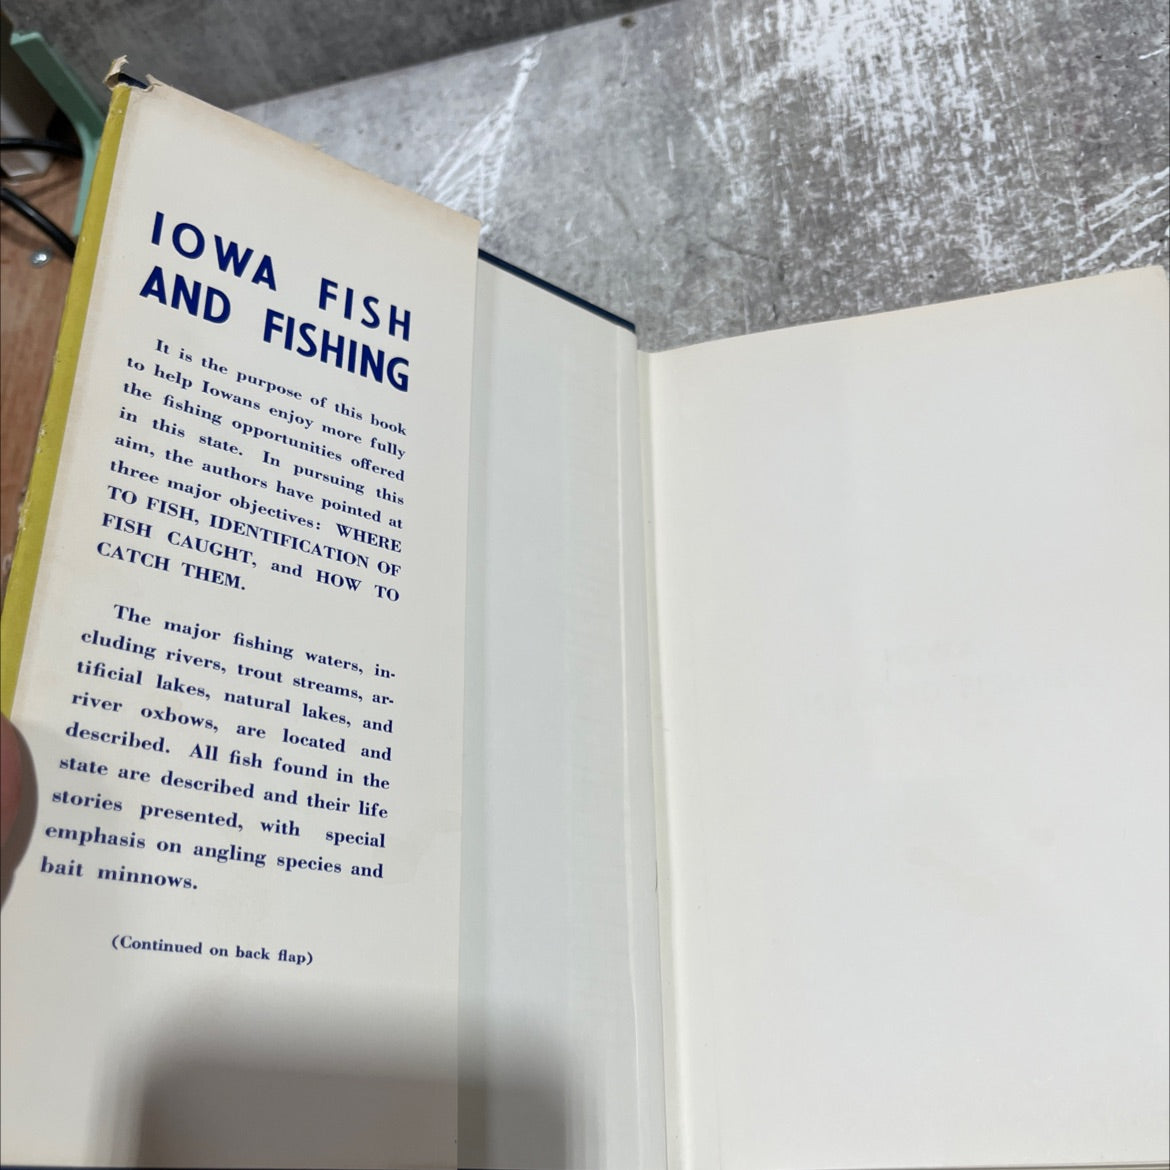 IOWA FISH
AND FISHING
It is the purpose of this book
to help Iowans enjoy more fully
the fishing opportunities offered
in this state. In pursuing this
aim, the authors have pointed at
three major objectives: WHERE
TO FISH, IDENTIFICATION OF
FISH CAUGHT, and HOW TO
CATCH THEM.
The major fishing waters, in-
cluding rivers, trout streams, ar-
tificial lakes, natural lakes, and
river oxbows, are located and
described. All fish found in the
state are described and their life
stories presented, with special
emphasis on angling species and
bait minnows.
(Continued on back flap)